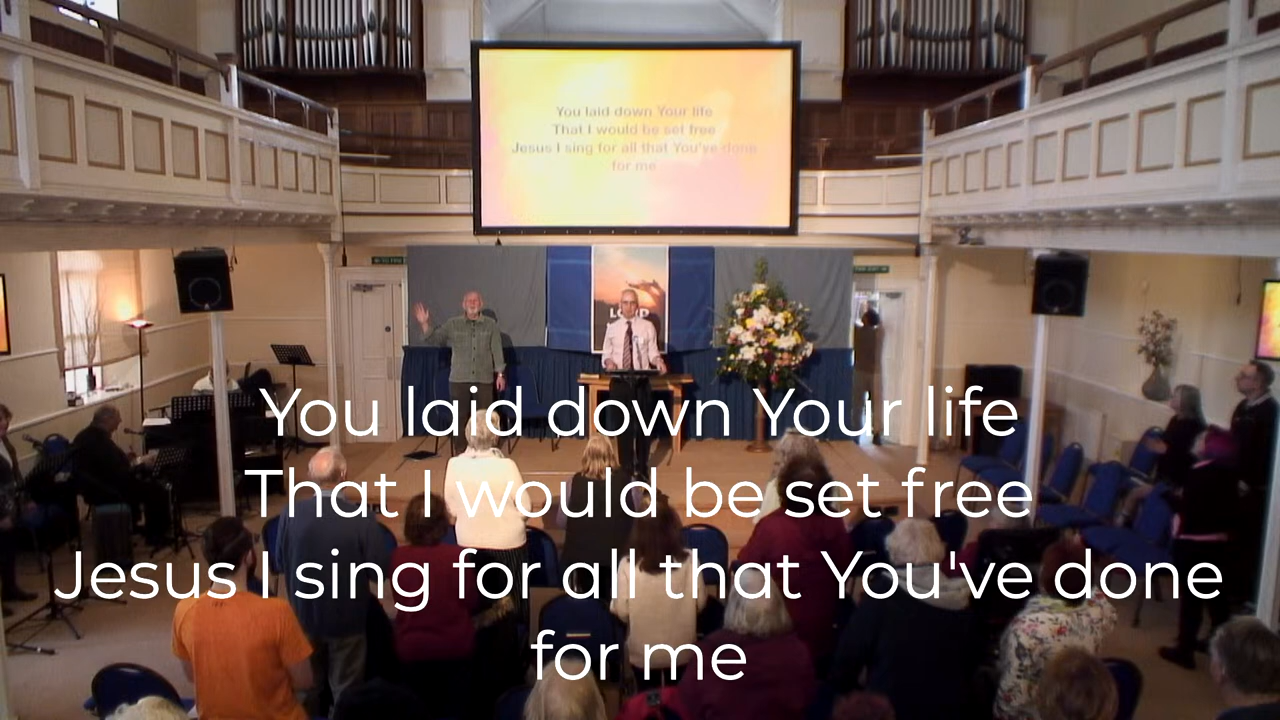 You laid down Your life
That I would be set free
Jesus I sing for all that You've done
for me
LORD
You laid down Your life
That I would be set free
Jesus I sing for all that You've done
for me